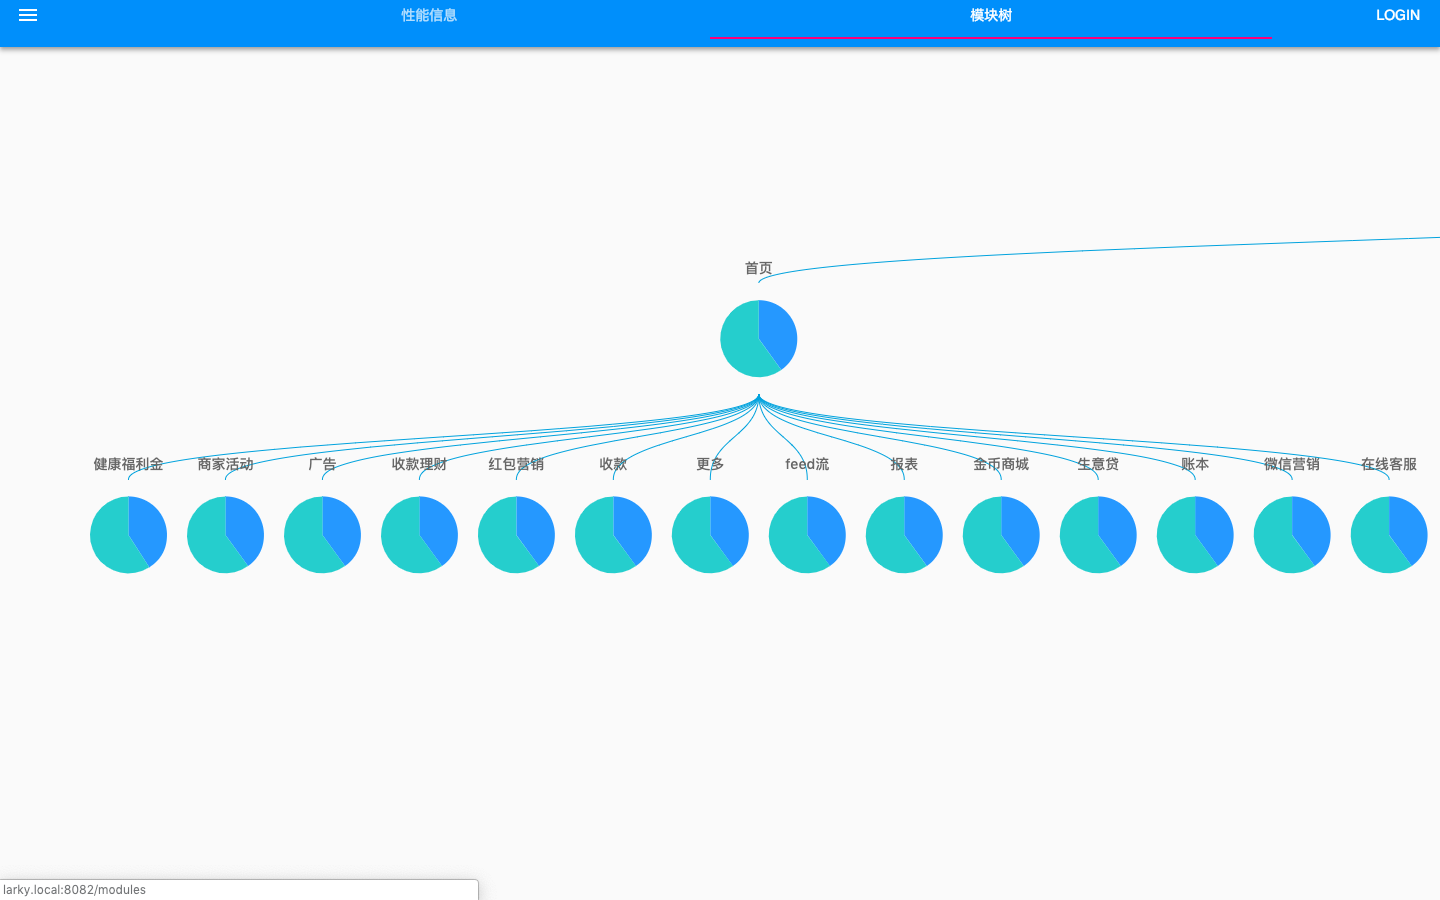 性能信息
模块树
LOGIN
首页
健康福利金
商家活动
广告
收款理财
红包营销
收款
更多
feed流
报表
金币商城
生意贷
账本
微信营销
在线客服
larky.local:8082/modules